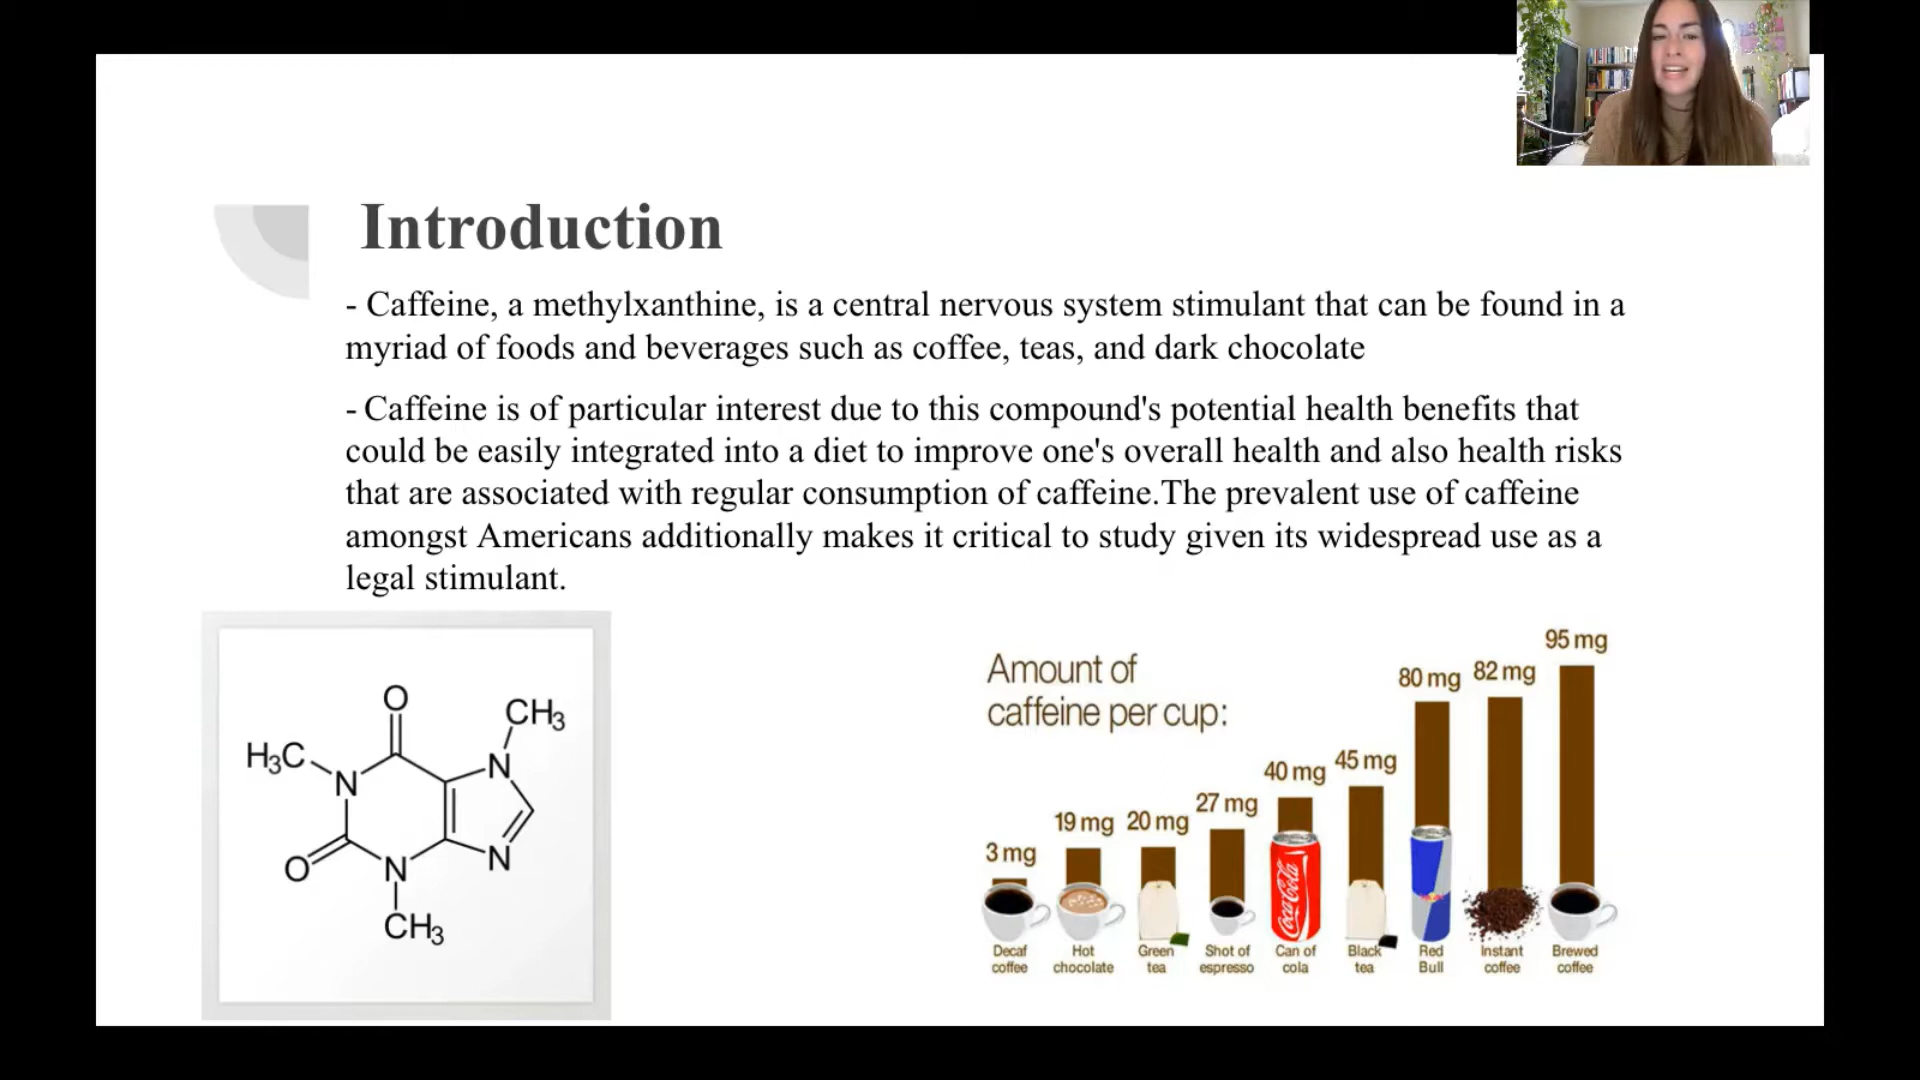 Introduction
- Caffeine, a methylxanthine, is a central nervous system stimulant that can be found in a
myriad of foods and beverages such as coffee, teas, and dark chocolate
- Caffeine is of particular interest due to this compound's potential health benefits that
could be easily integrated into a diet to improve one's overall health and also health risks
that are associated with regular consumption of caffeine.The prevalent use of caffeine
amongst Americans additionally makes it critical to study given its widespread use as a
legal stimulant.
O
CH3
H3C
N
N
O
N
N
CH3
Amount of
caffeine per cup:
3 mg
19 mg
20 mg
27 mg
40 mg
45 mg
80 mg
82 mg
95 mg
Coca-Cola
Decaf
coffee
Hot
chocolate
Green
tea
Shot of
espresso
Can of
cola
Black
tea
Red
Bull
Instant
coffee
Brewed
coffee